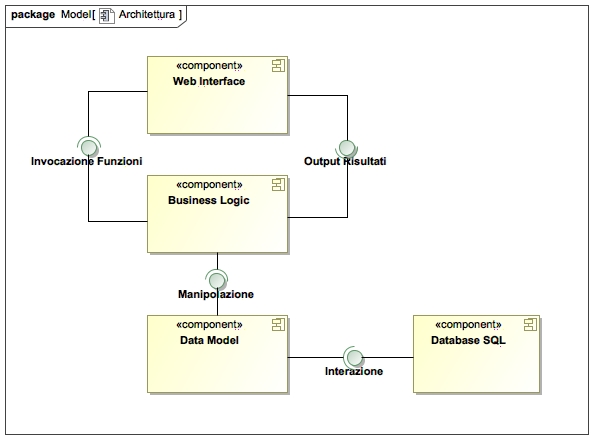 package Model[ Architettura ]
«component»
Web Interface
Invocazione Funzioni
Output Risultati
«component»
Business Logic
Manipolazione
«component»
Data Model
Interazione
«component»
Database SQL